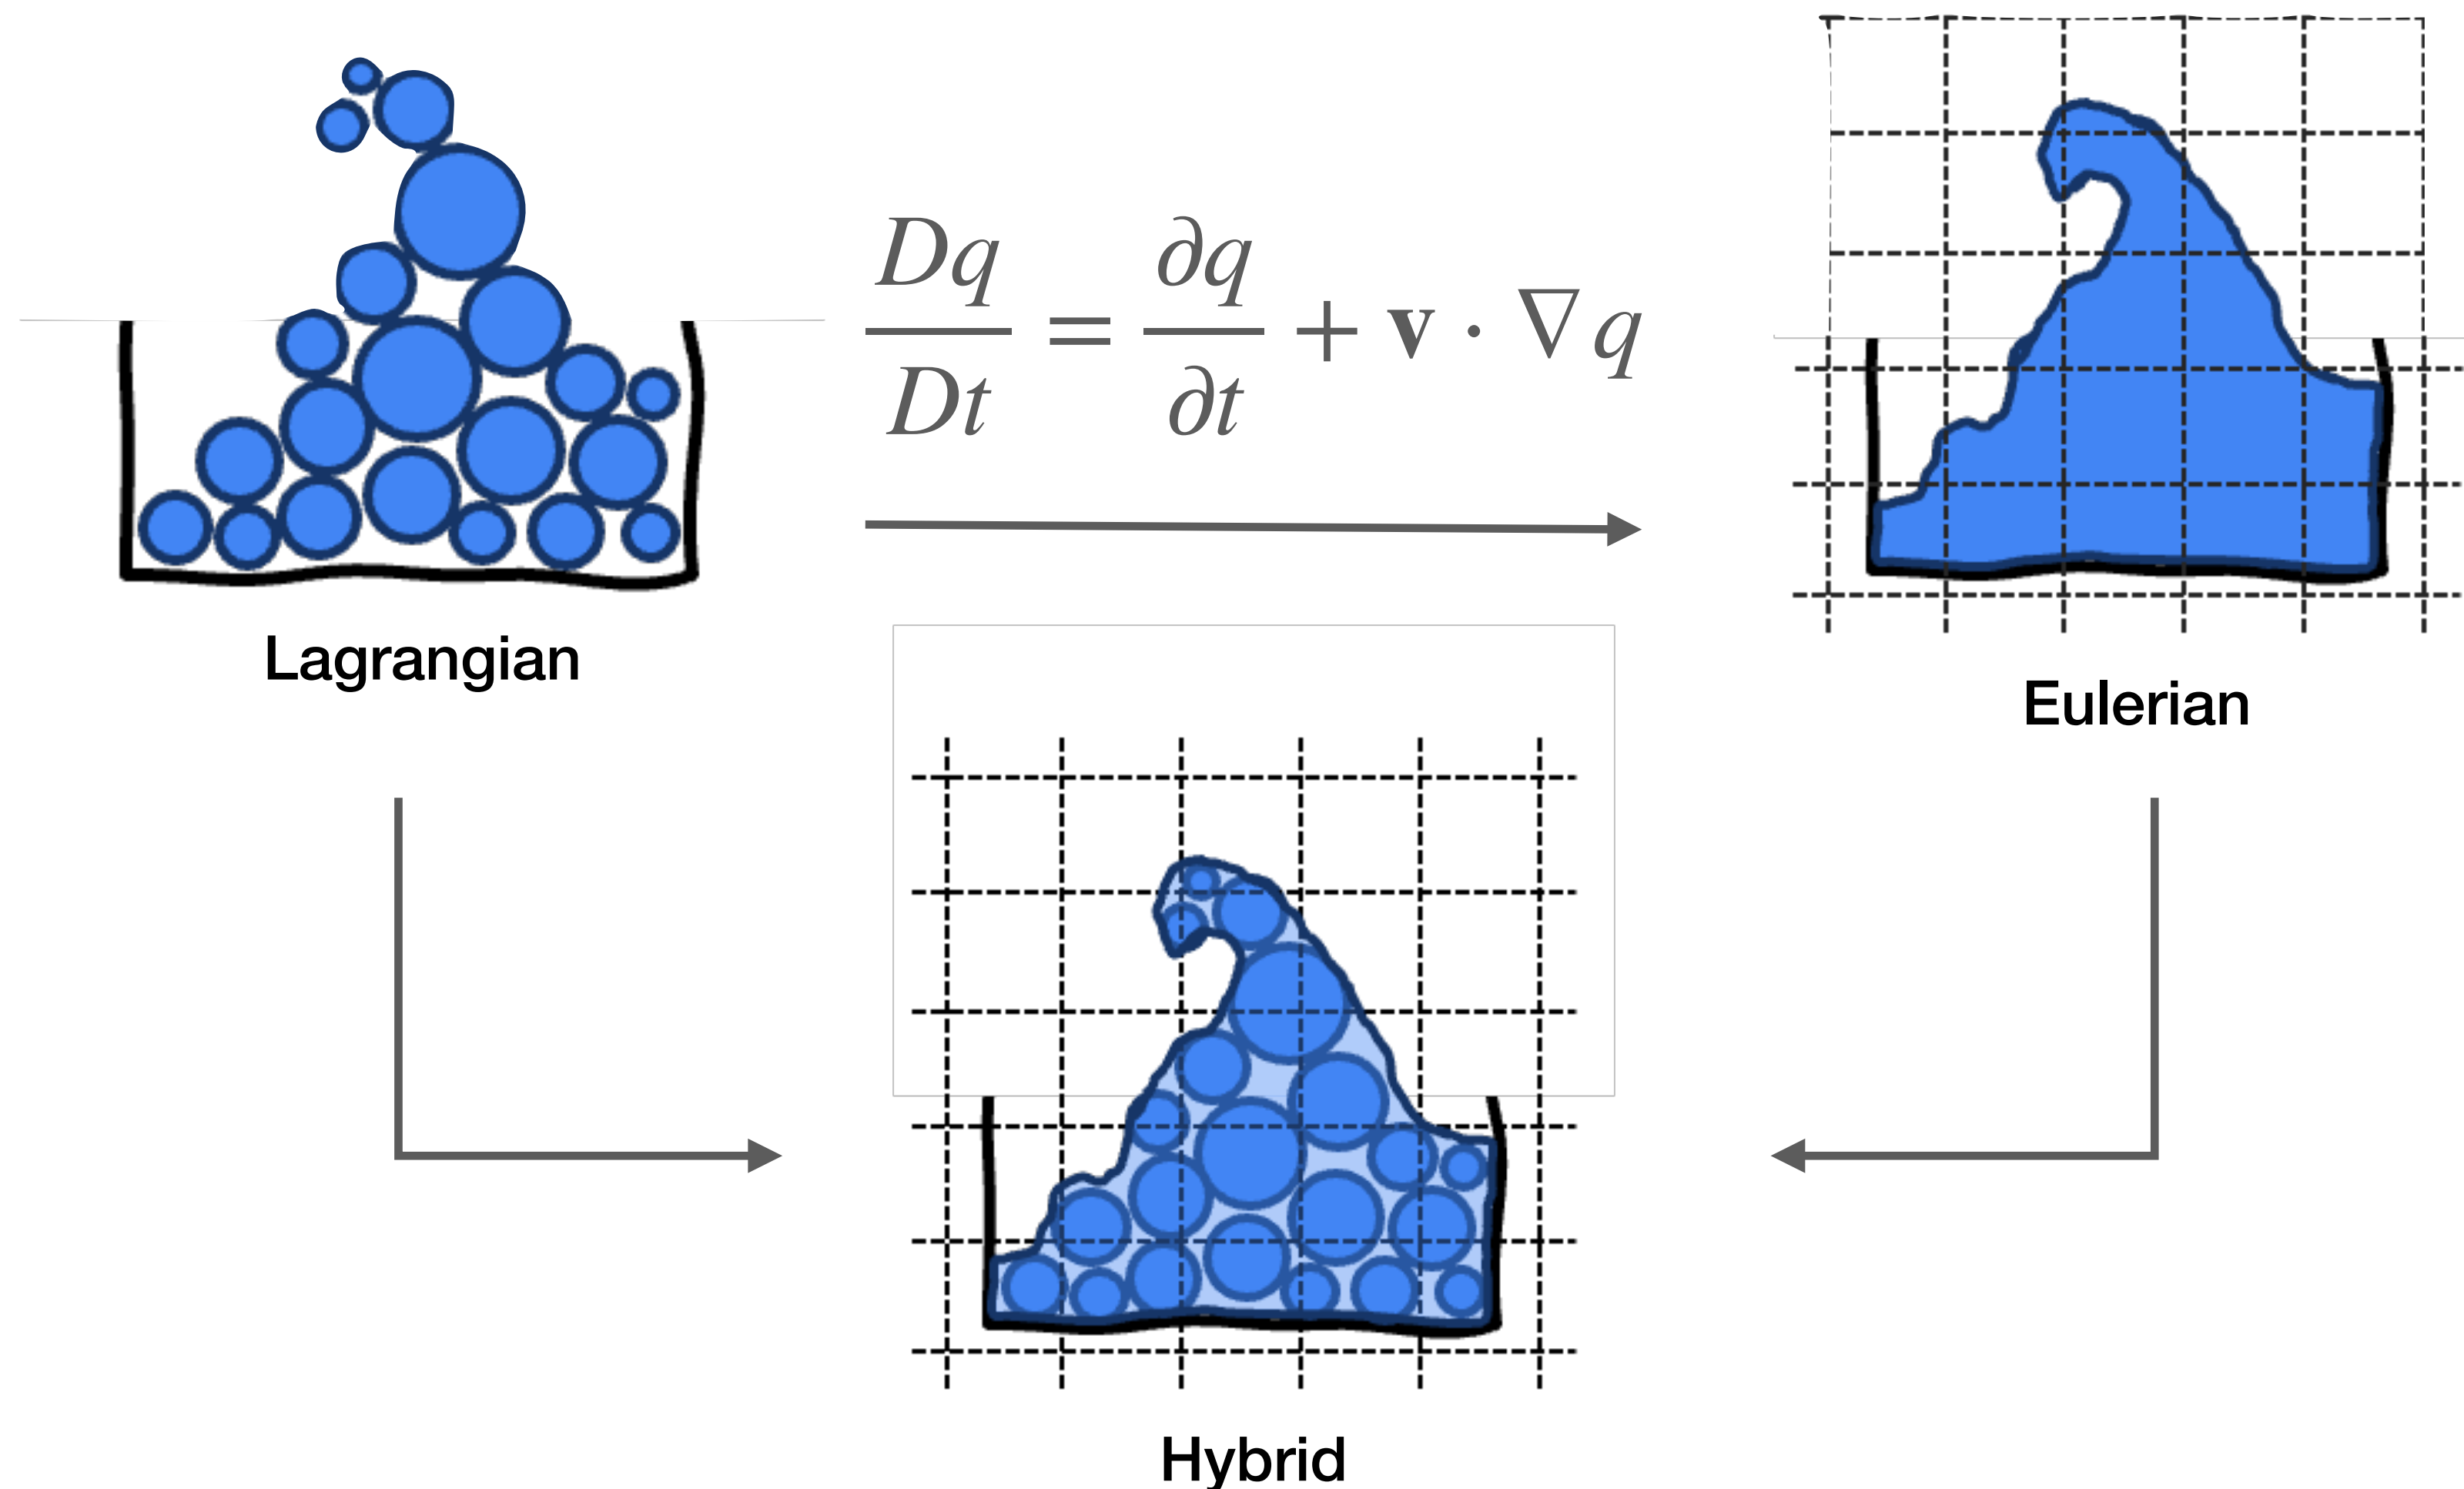 Dq/Dt = ∂q/∂t + v · ∇q
Lagrangian
Eulerian
Hybrid